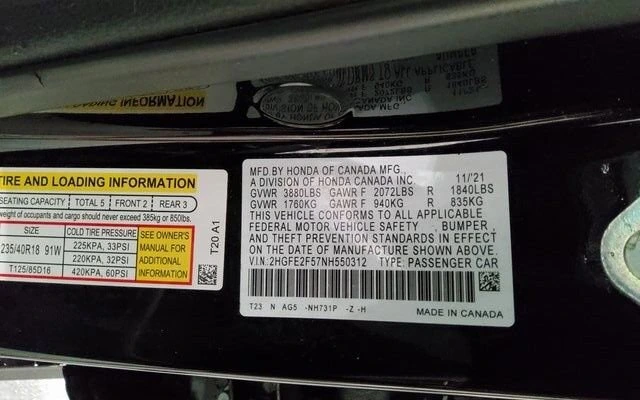 TIRE AND LOADING INFORMATION
SEATING CAPACITY TOTAL 5 FRONT 2 REAR 3
weight of occupants and cargo should never exceed 385kg or 850lbs.
SIZE COLD TIRE PRESSURE
235/40R18 91W 225KPA, 33PSI
220KPA, 32PSI
T125/85D16 420KPA, 60PSI
SEE OWNER'S
MANUAL FOR
ADDITIONAL
INFORMATION
T20 A1
MFD BY HONDA OF CANADA MFG., 11/'21
A DIVISION OF HONDA CANADA INC.
GVWR 3880LBS GAWR F 2072LBS R 1840LBS
GVWR 1760KG GAWR F 940KG R 835KG
THIS VEHICLE CONFORMS TO ALL APPLICABLE
FEDERAL MOTOR VEHICLE SAFETY , BUMPER
AND THEFT PREVENTION STANDARDS IN EFFECT
ON THE DATE OF MANUFACTURE SHOWN ABOVE.
V.I.N: 2HGFE2F57NH550312 TYPE: PASSENGER CAR
T23 N AG5 -NH731P -Z -H
MADE IN CANADA